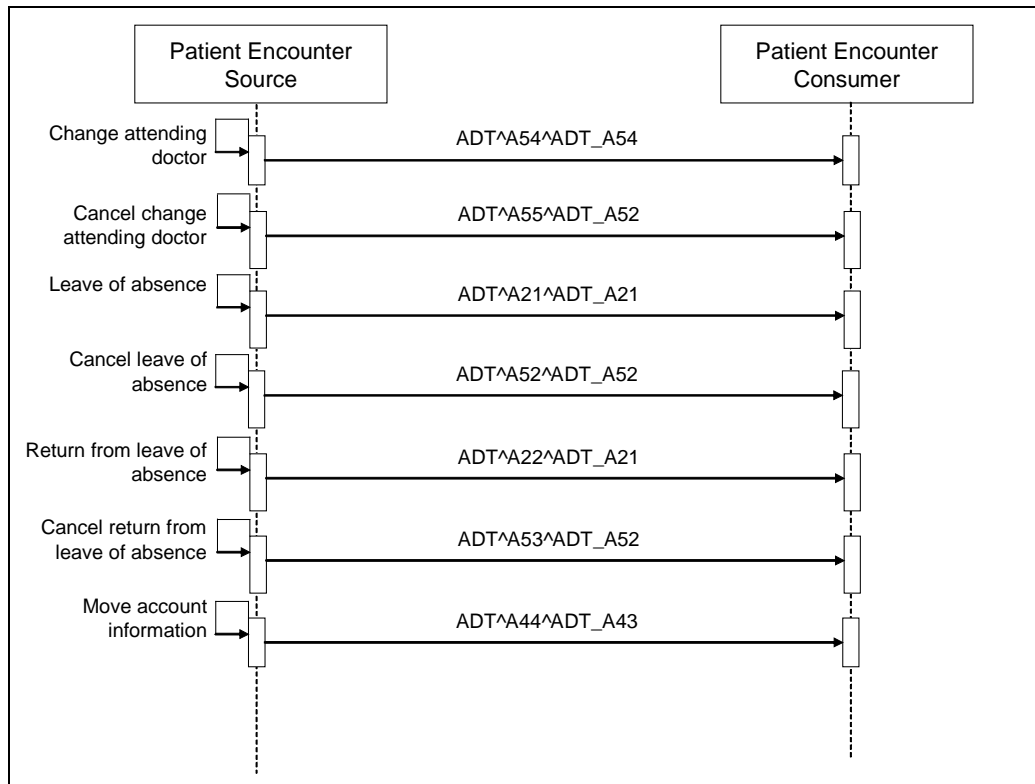 Patient Encounter
Source
Patient Encounter
Consumer
Change attending
doctor
ADT^A54^ADT_A54
Cancel change
attending doctor
ADT^A55^ADT_A52
Leave of absence
ADT^A21^ADT_A21
Cancel leave of
absence
ADT^A52^ADT_A52
Return from leave of
absence
ADT^A22^ADT_A21
Cancel return from
leave of absence
ADT^A53^ADT_A52
Move account
information
ADT^A44^ADT_A43